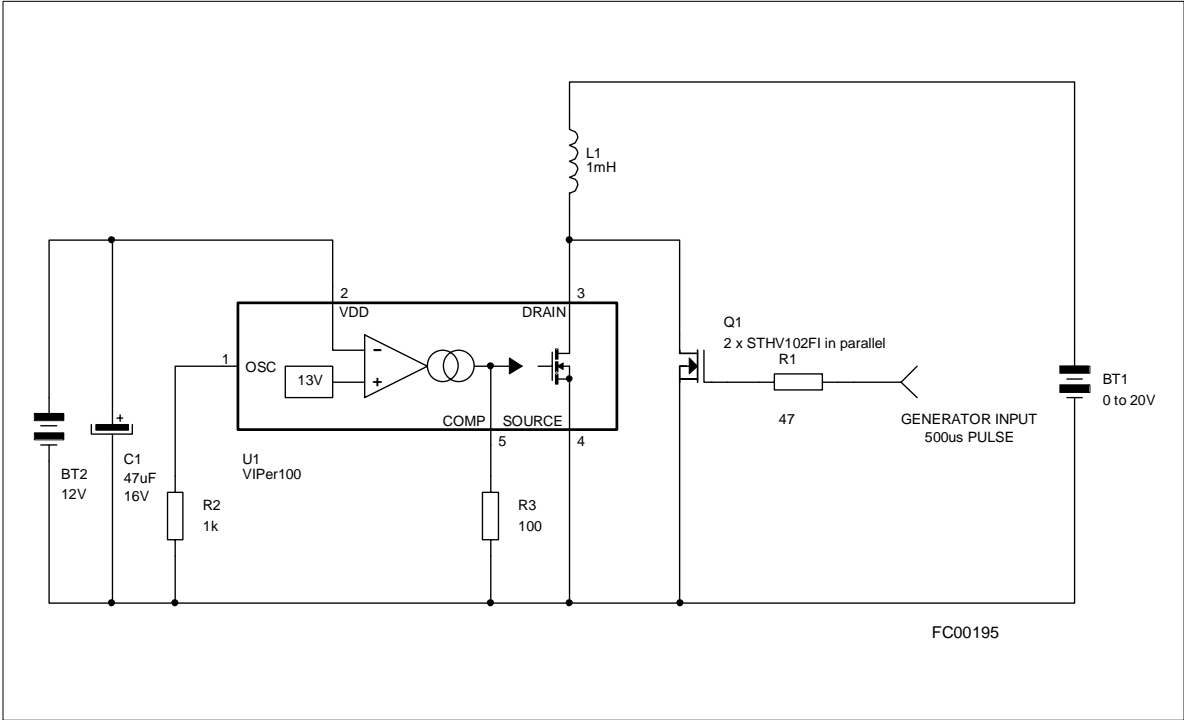 L1
1mH
2
VDD
3
DRAIN
Q1
2 x STHV102FI in parallel
R1
47
1
OSC
13V
-
+
COMP
SOURCE
5
4
U1
VIPer100
GENERATOR INPUT
500us PULSE
BT1
0 to 20V
BT2
12V
+
C1
47uF
16V
R2
1k
R3
100
FC00195